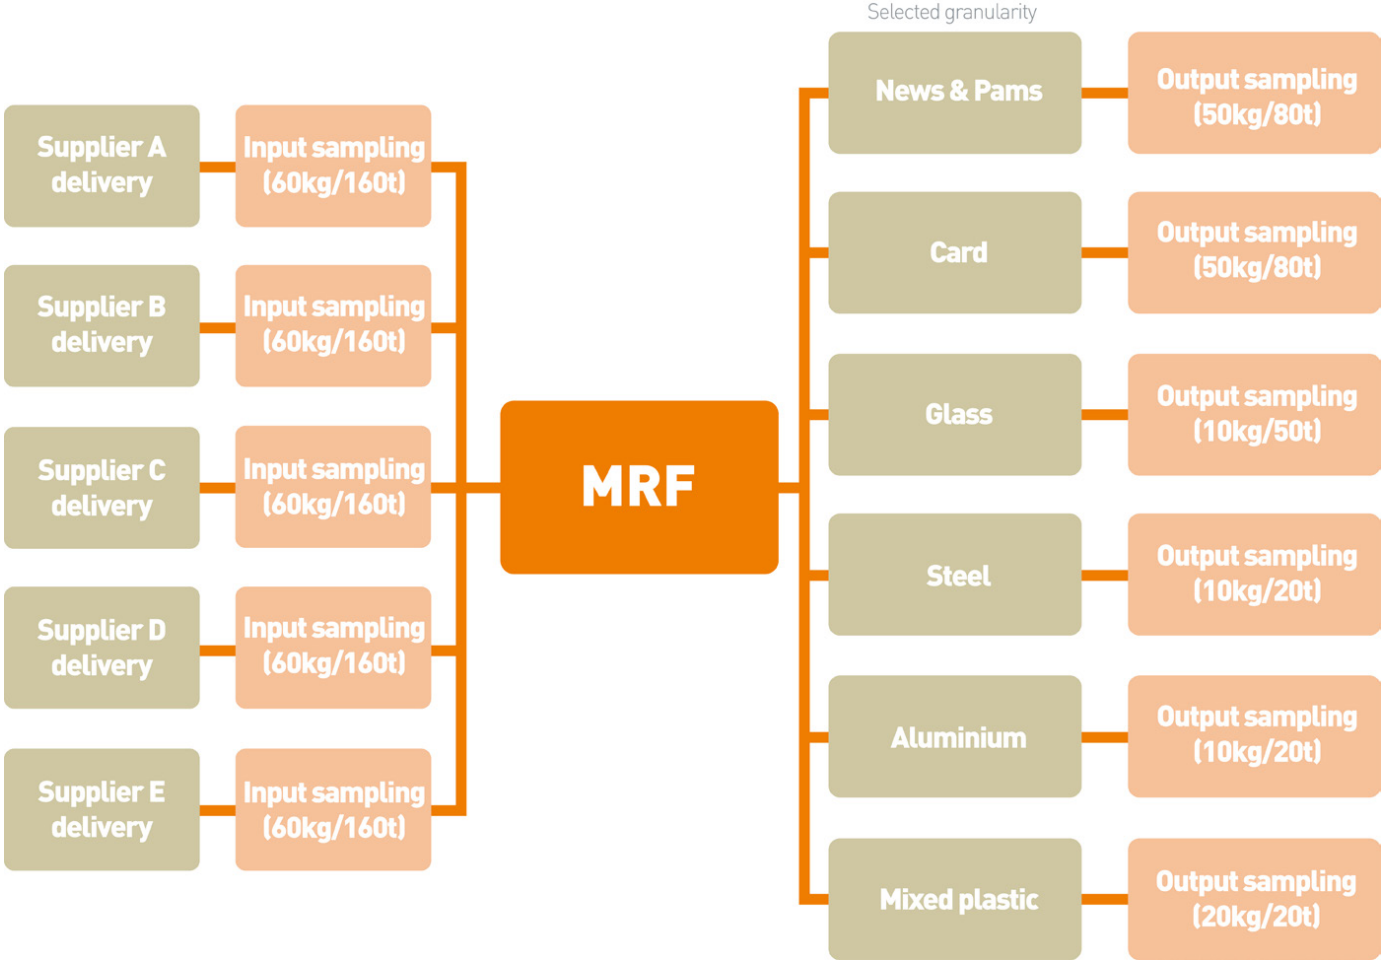 Selected granularity
Supplier A
delivery
Input sampling
(60kg/160t)
Supplier B
delivery
Input sampling
(60kg/160t)
Supplier C
delivery
Input sampling
(60kg/160t)
Supplier D
delivery
Input sampling
(60kg/160t)
Supplier E
delivery
Input sampling
(60kg/160t)
MRF
News & Pams
Output sampling
(50kg/80t)
Card
Output sampling
(50kg/80t)
Glass
Output sampling
(10kg/50t)
Steel
Output sampling
(10kg/20t)
Aluminium
Output sampling
(10kg/20t)
Mixed plastic
Output sampling
(20kg/20t)